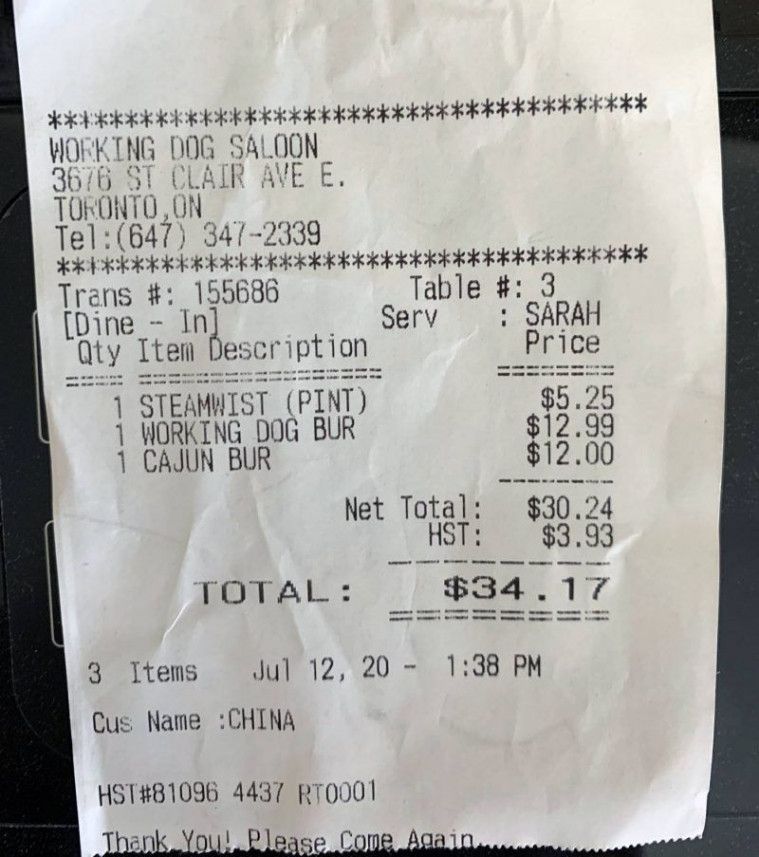 ****************************************
WORKING DOG SALOON
3676 ST CLAIR AVE E.
TORONTO,ON
Tel:(647) 347-2339
****************************************
Trans #: 155686 Table #: 3
[Dine - In] Serv : SARAH
Qty Item Description Price
1 STEAMWIST (PINT) $5.25
1 WORKING DOG BUR $12.99
1 CAJUN BUR $12.00
Net Total: $30.24
HST: $3.93
TOTAL: $34.17
3 Items Jul 12, 20 - 1:38 PM
Cus Name :CHINA
HST#81096 4437 RT0001
Thank You! Please Come Again